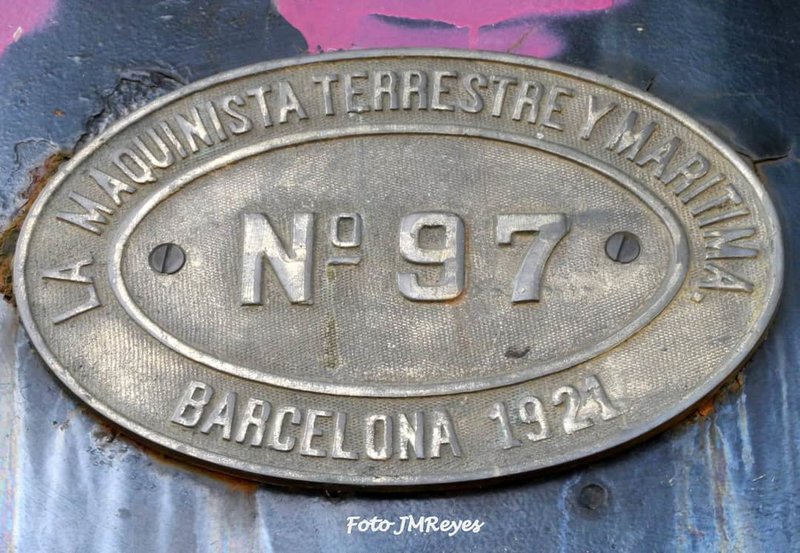 LA MAQUINISTA TERRESTRE Y MARITIMA.
Nº 97
BARCELONA 1921
Foto JMReyes